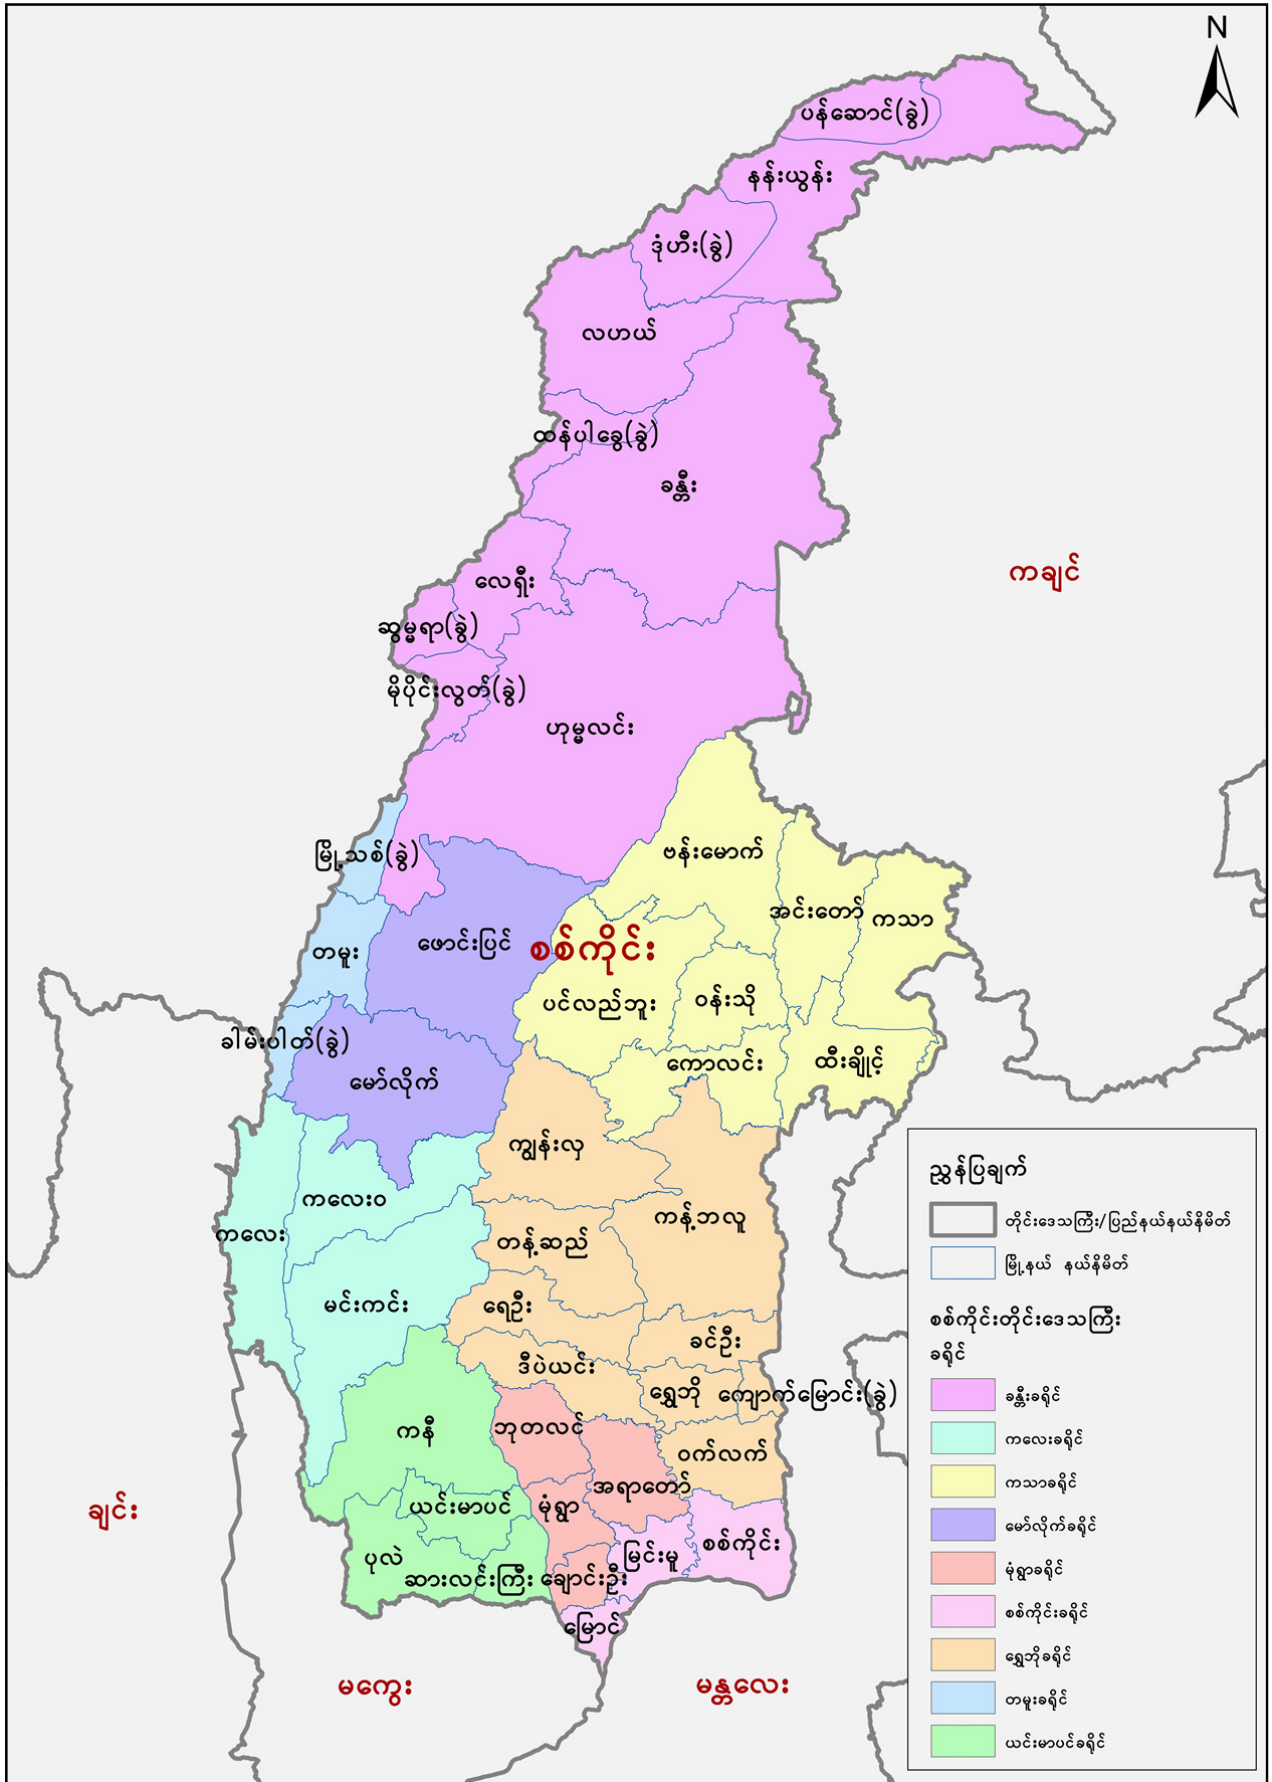 N
ပန်ဆောင်(ခွဲ)
နန်းယွန်း
ဒုံဟီး(ခွဲ)
လဟယ်
ထန်ပါခွေ(ခွဲ)
ခန္တီး
ကချင်
လေရှီး
ဆွမ္မရာ(ခွဲ)
မိုပိုင်းလွတ်(ခွဲ)
ဟုမ္မလင်း
မြို့သစ်(ခွဲ)
ဗန်းမောက်
အင်းတော်
ကသာ
ဖောင်းပြင်
စစ်ကိုင်း
တမူး
ပင်လည်ဘူး
ဝန်းသို
ခါမ်းပါတ်(ခွဲ)
ကောလင်း
ထီးချိုင့်
မော်လိုက်
ကျွန်းလှ
ကလေးဝ
ကန့်ဘလူ
ကလေး
တန့်ဆည်
မင်းကင်း
ရေဦး
ခင်ဦး
ဒီပဲယင်း
ရွှေဘို
ကျောက်မြောင်း(ခွဲ)
ကနီ
ဘုတလင်
ဝက်လက်
အရာတော်
ယင်းမာပင်
မုံရွာ
ချင်း
စစ်ကိုင်း
မြင်းမူ
ပုလဲ
ဆားလင်းကြီး
ချောင်းဦး
မြောင်
မကွေး
မန္တလေး
ညွှန်ပြချက်
တိုင်းဒေသကြီး/ပြည်နယ်နယ်နိမိတ်
မြို့နယ် နယ်နိမိတ်
စစ်ကိုင်းတိုင်းဒေသကြီး
ခရိုင်
ခန္တီးခရိုင်
ကလေးခရိုင်
ကသာခရိုင်
မော်လိုက်ခရိုင်
မုံရွာခရိုင်
စစ်ကိုင်းခရိုင်
ရွှေဘိုခရိုင်
တမူးခရိုင်
ယင်းမာပင်ခရိုင်